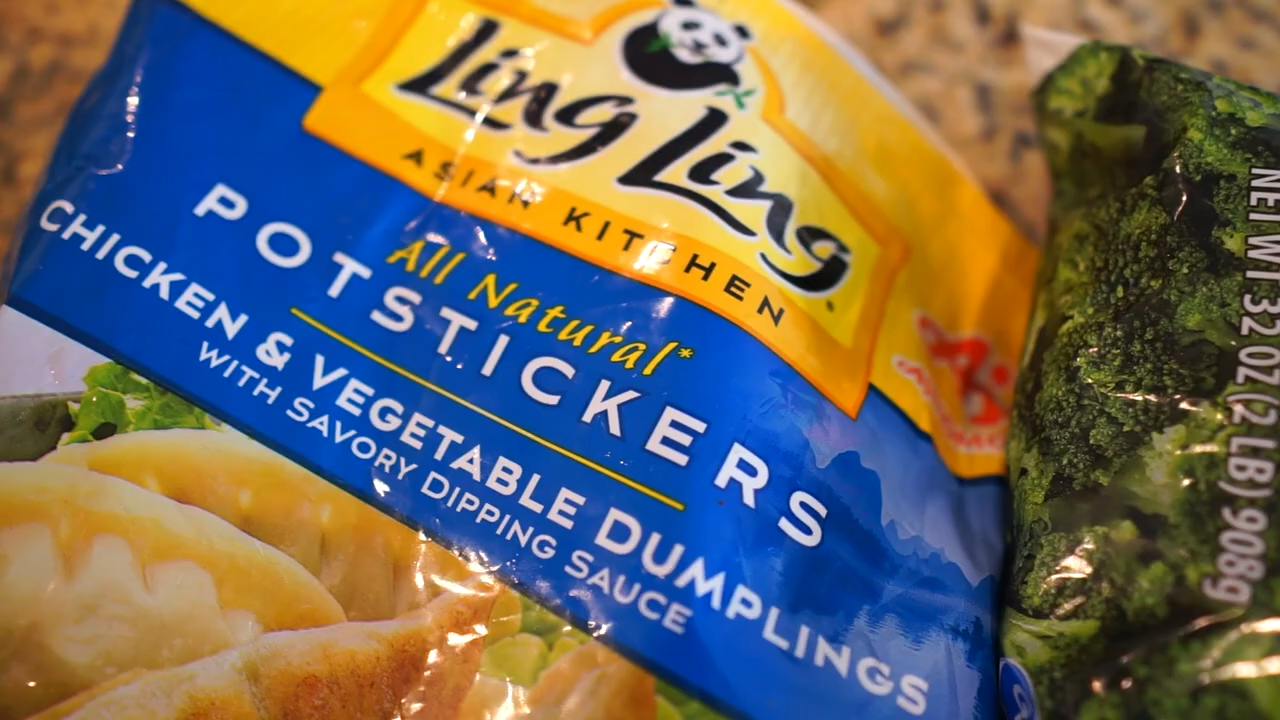 Ling Ling
ASIAN KITCHEN
All Natural*
POTSTICKERS
CHICKEN & VEGETABLE DUMPLINGS
WITH SAVORY DIPPING SAUCE
NET WT 32 OZ (2 LB) 908g